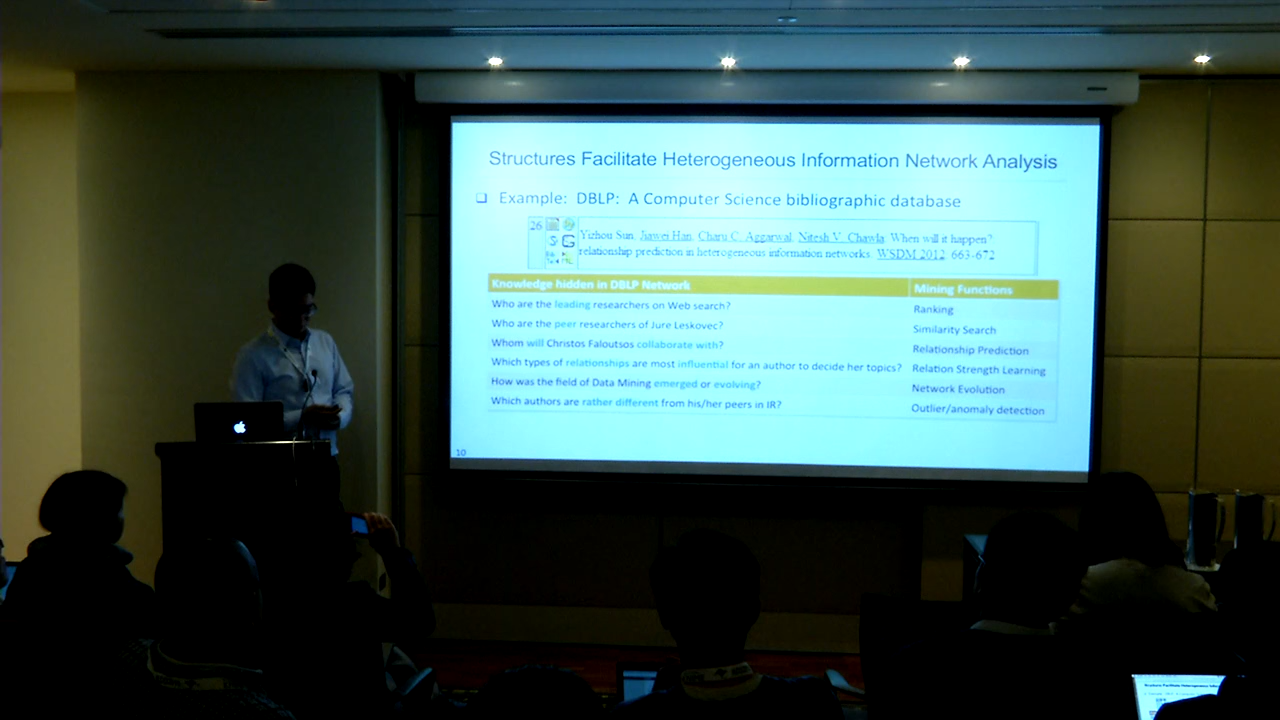 Structures Facilitate Heterogeneous Information Network Analysis
Example: DBLP: A Computer Science bibliographic database
26
Yizhou Sun, Jiawei Han, Charu C. Aggarwal, Nitesh V. Chawla: When will it happen?
relationship prediction in heterogeneous information networks. WSDM 2012: 663-672
Knowledge hidden in DBLP Network Mining Functions
Who are the leading researchers on Web search? Ranking
Who are the peer researchers of Jure Leskovec? Similarity Search
Whom will Christos Faloutsos collaborate with? Relationship Prediction
Which types of relationships are most influential for an author to decide her topics? Relation Strength Learning
How was the field of Data Mining emerged or evolving? Network Evolution
Which authors are rather different from his/her peers in IR? Outlier/anomaly detection
10